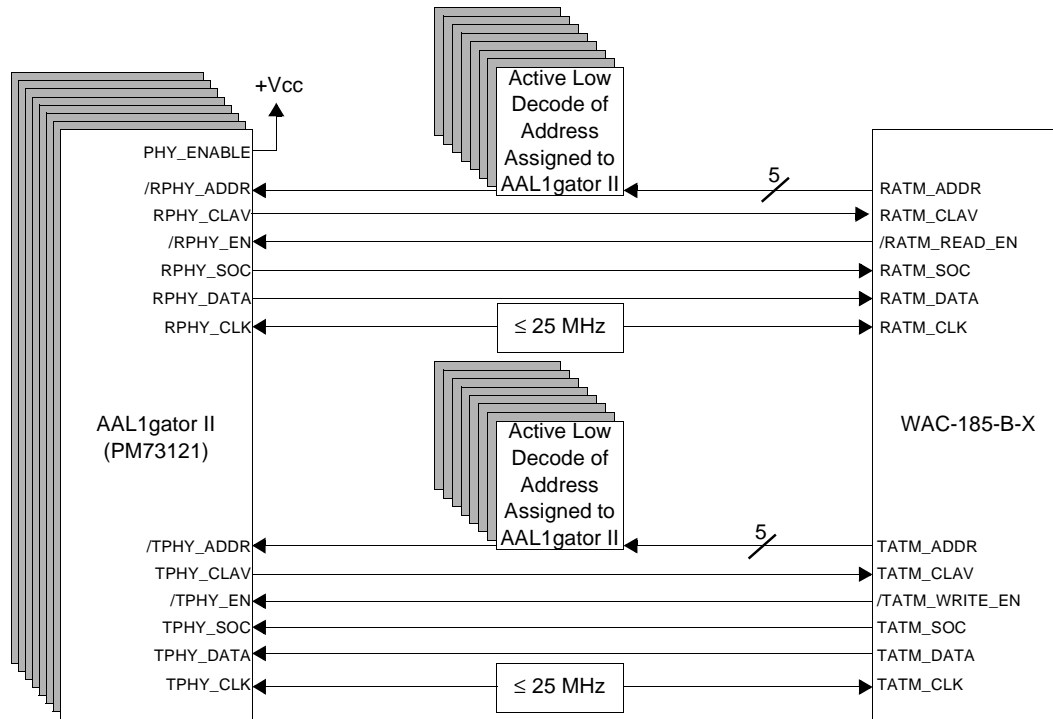 +Vcc
Active Low
Decode of
Address
Assigned to
AAL1gator II
PHY_ENABLE
/RPHY_ADDR
5
RATM_ADDR
RPHY_CLAV
RATM_CLAV
/RPHY_EN
/RATM_READ_EN
RPHY_SOC
RATM_SOC
RPHY_DATA
RATM_DATA
RPHY_CLK
≤ 25 MHz
RATM_CLK
AAL1gator II
(PM73121)
WAC-185-B-X
Active Low
Decode of
Address
Assigned to
AAL1gator II
/TPHY_ADDR
5
TATM_ADDR
TPHY_CLAV
TATM_CLAV
/TPHY_EN
/TATM_WRITE_EN
TPHY_SOC
TATM_SOC
TPHY_DATA
TATM_DATA
TPHY_CLK
≤ 25 MHz
TATM_CLK